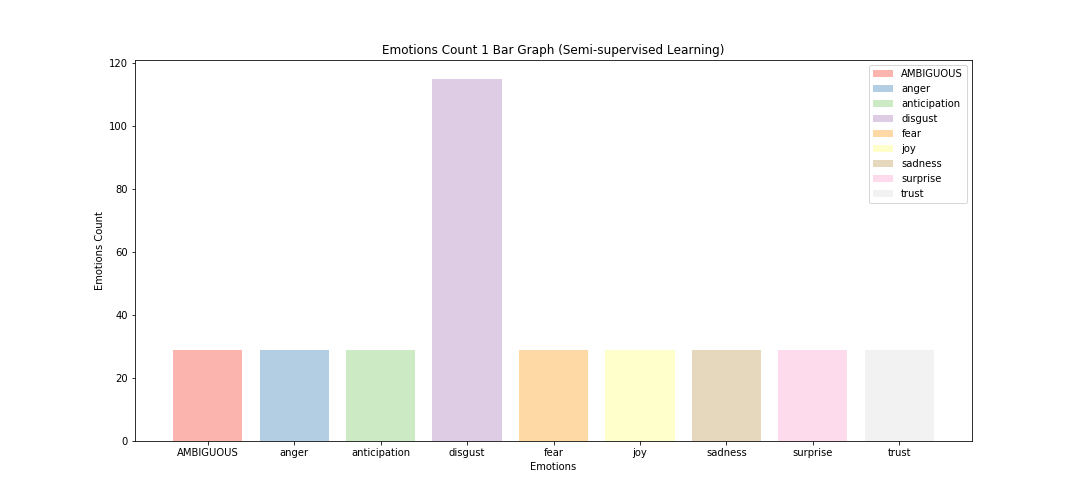 Emotions Count 1 Bar Graph (Semi-supervised Learning)
120
100
80
60
40
20
0
Emotions Count
AMBIGUOUS
anger
anticipation
disgust
fear
joy
sadness
surprise
trust
AMBIGUOUS anger anticipation disgust fear joy sadness surprise trust
Emotions